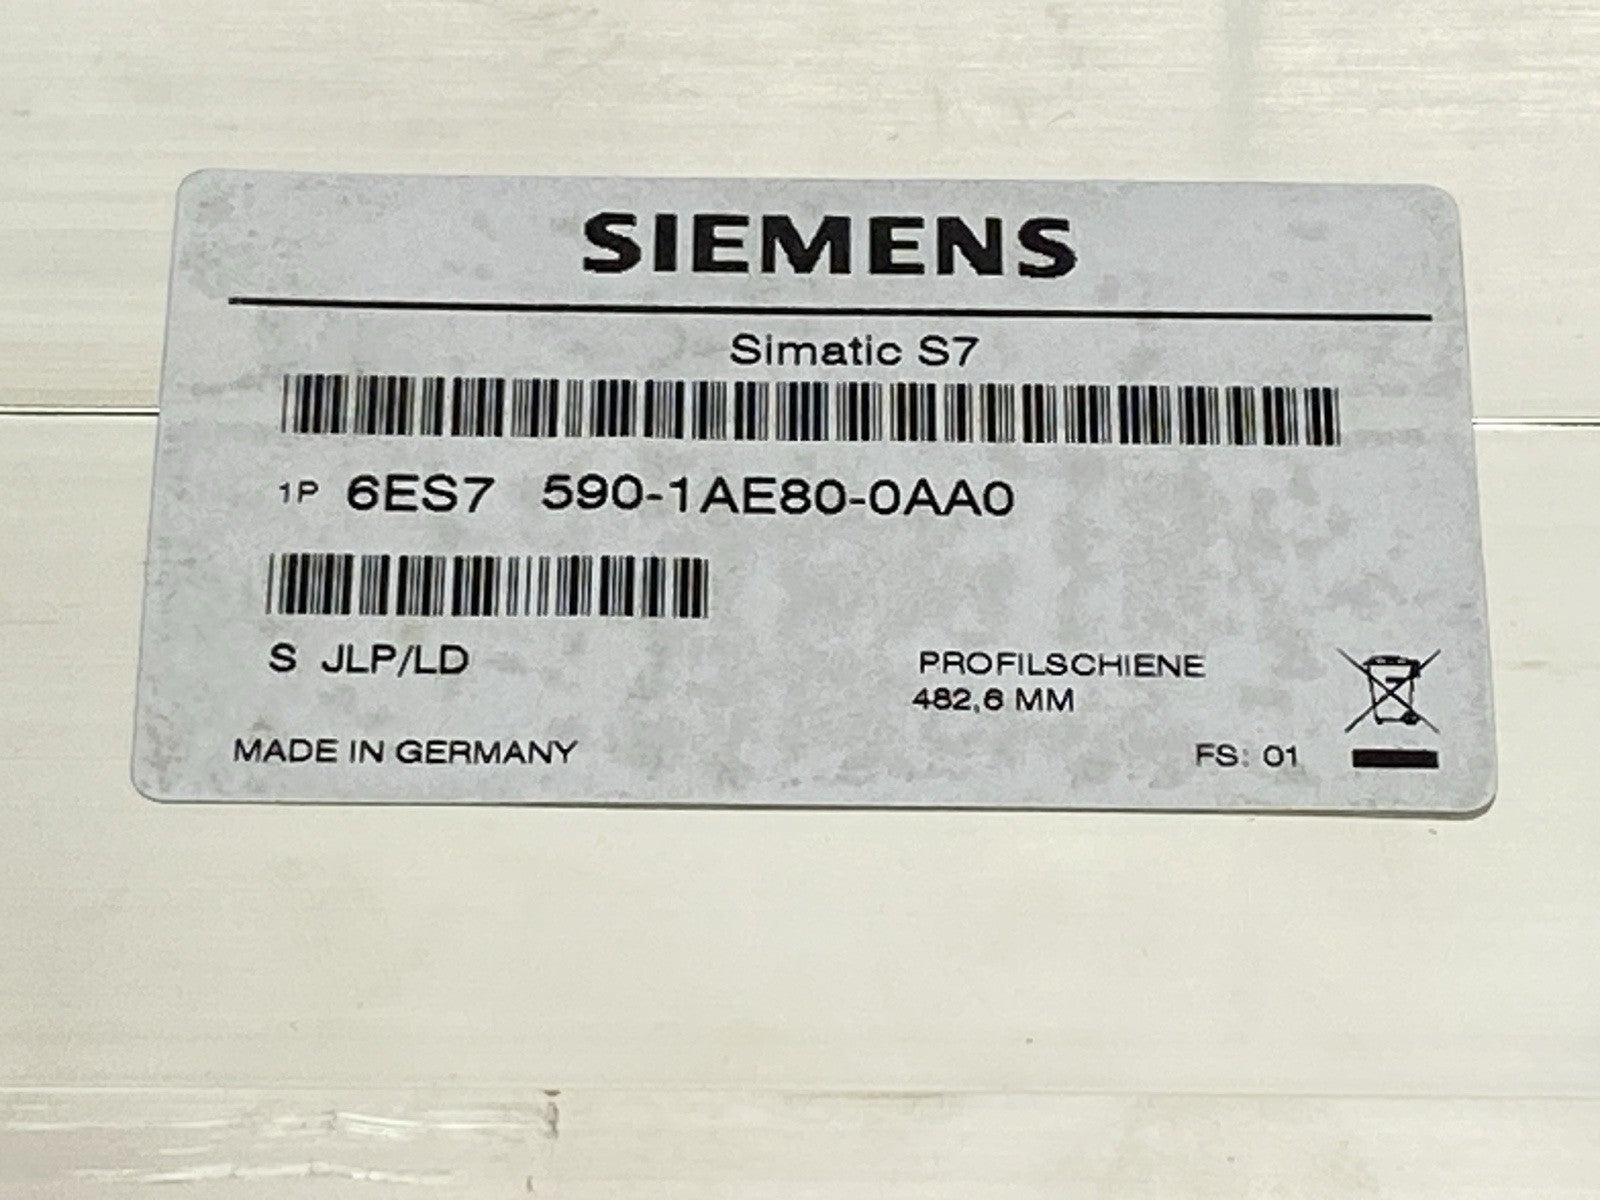 SIEMENS
Simatic S7
1P 6ES7 590-1AE80-0AA0
S JLP/LD
PROFILSCHIENE
482,6 MM
MADE IN GERMANY
FS: 01